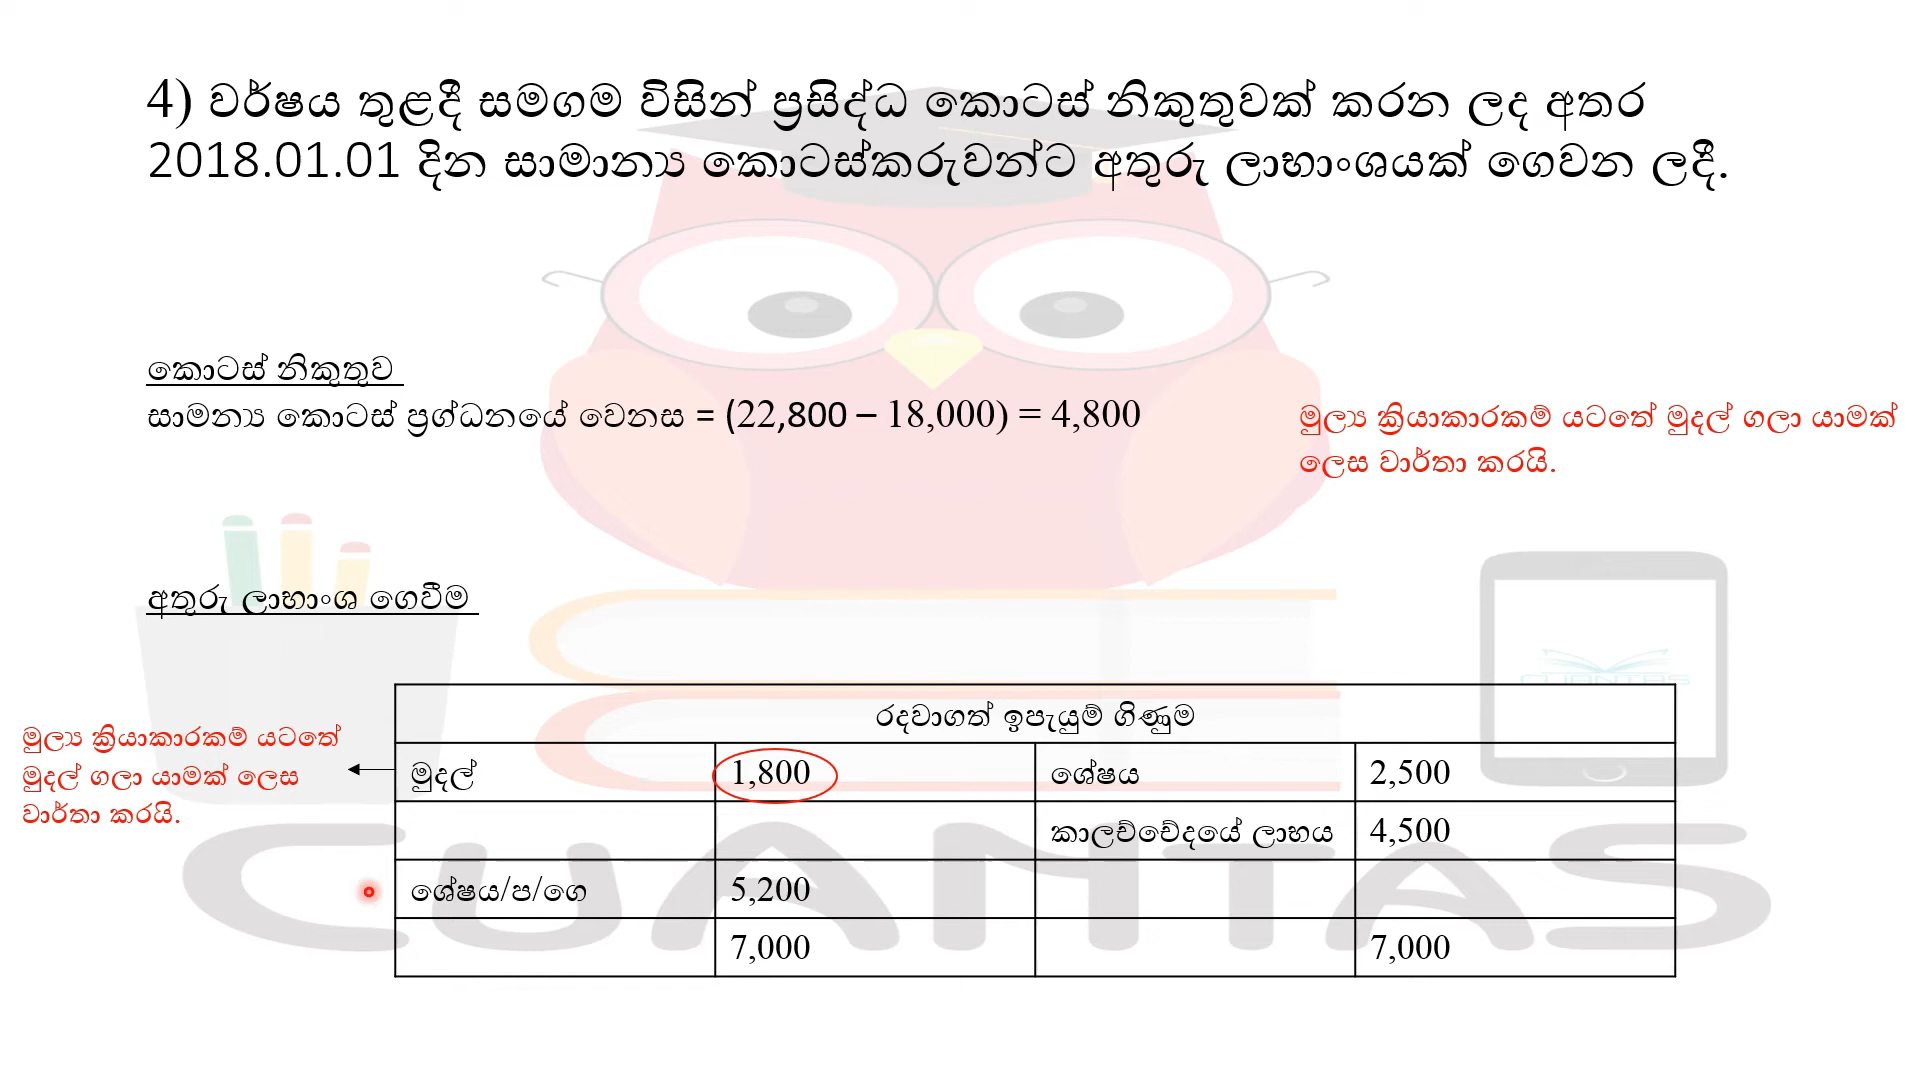 4) වර්ෂය තුළදී සමගම විසින් ප්‍රසිද්ධ කොටස් නිකුතුවක් කරන ලද අතර
2018.01.01 දින සාමාන්‍ය කොටස්කරුවන්ට අතුරු ලාභාංශයක් ගෙවන ලදී.
කොටස් නිකුතුව
සාමන්‍ය කොටස් ප්‍රග්ධනයේ වෙනස = (22,800 – 18,000) = 4,800
මුල්‍ය ක්‍රියාකාරකම් යටතේ මුදල් ගලා යාමක්
ලෙස වාර්තා කරයි.
අතුරු ලාභාංශ ගෙවීම
රදවාගත් ඉපැයුම් ගිණුම
මුල්‍ය ක්‍රියාකාරකම් යටතේ
මුදල් ගලා යාමක් ලෙස
වාර්තා කරයි.
මුදල් 1,800 ශේෂය 2,500
කාලච්චේදයේ ලාභය 4,500
ශේෂය/ප/ගෙ 5,200
7,000 7,000
CUANTAS
CUANTAS